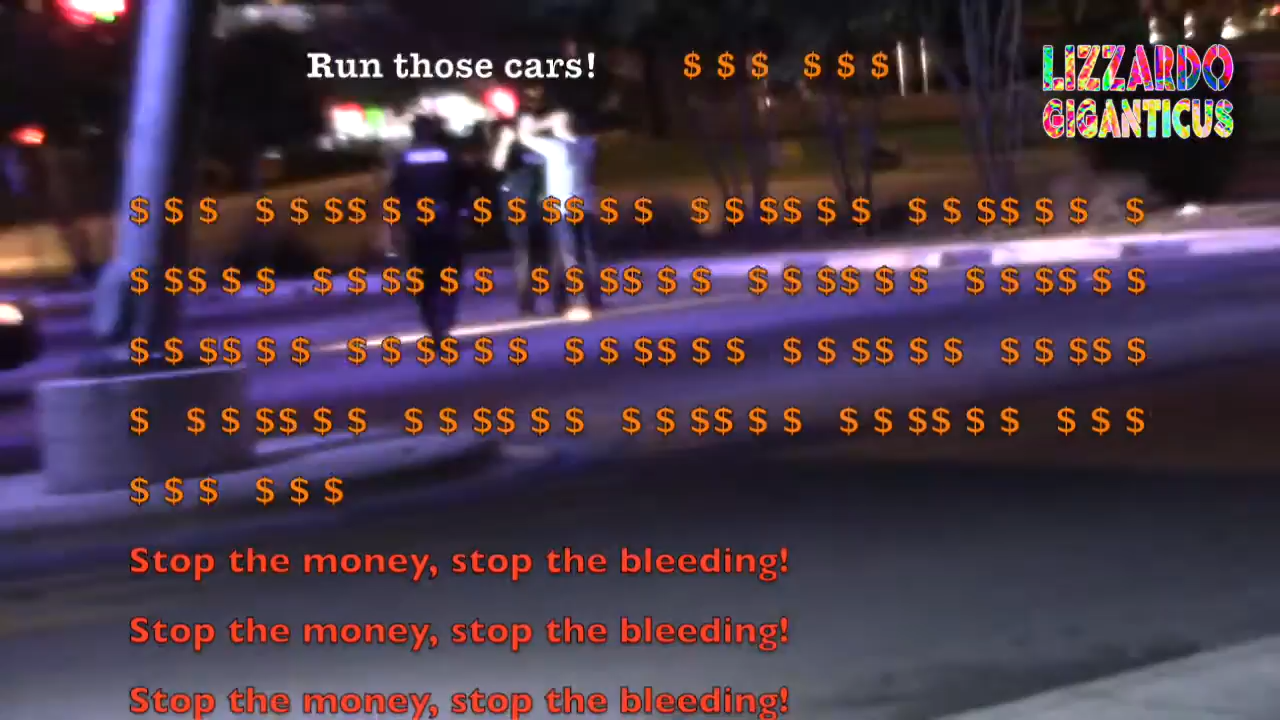 Run those cars! $ $ $ $ $ $
LIZZARDO
GIGANTICUS
$ $ $ $ $ $$ $ $ $ $ $$ $ $ $ $ $$ $ $ $ $ $$ $ $ $
$ $$ $ $ $ $ $$ $ $ $ $ $$ $ $ $ $ $$ $ $ $ $ $$ $ $
$ $ $$ $ $ $ $ $$ $ $ $ $ $$ $ $ $ $ $$ $ $ $ $ $$ $
$ $ $ $$ $ $ $ $ $$ $ $ $ $ $$ $ $ $ $ $$ $ $ $ $ $
$ $ $ $ $ $
Stop the money, stop the bleeding!
Stop the money, stop the bleeding!
Stop the money, stop the bleeding!